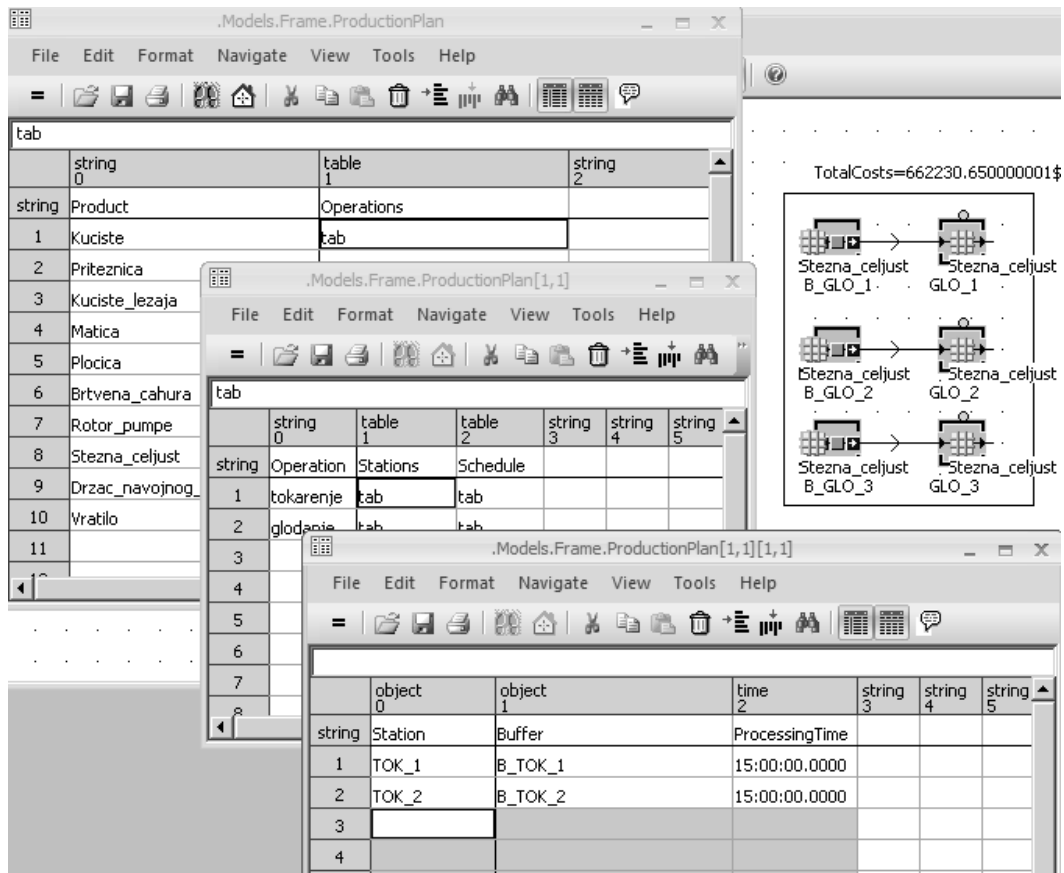 .Models.Frame.ProductionPlan
File Edit Format Navigate View Tools Help
tab
string 0 table 1 string 2
string Product Operations
1 Kuciste tab
2 Priteznica
3 Kuciste_lezaja
4 Matica
5 Plocica
6 Brtvena_cahura
7 Rotor_pumpe
8 Stezna_celjust
9 Drzac_navojnog_
10 Vratilo
11
.Models.Frame.ProductionPlan[1,1]
File Edit Format Navigate View Tools Help
tab
string 0 table 1 table 2 string 3 string 4 string 5
string Operation Stations Schedule
1 tokarenje tab tab
2 glodanje tab tab
3
4
5
6
7
8
.Models.Frame.ProductionPlan[1,1][1,1]
File Edit Format Navigate View Tools Help
object 0 object 1 time 2 string 3 string 4 string 5
string Station Buffer ProcessingTime
1 TOK_1 B_TOK_1 15:00:00.0000
2 TOK_2 B_TOK_2 15:00:00.0000
3
4
TotalCosts=662230.650000001$
Stezna_celjust Stezna_celjust
B_GLO_1 GLO_1
Stezna_celjust Stezna_celjust
B_GLO_2 GLO_2
Stezna_celjust Stezna_celjust
B_GLO_3 GLO_3